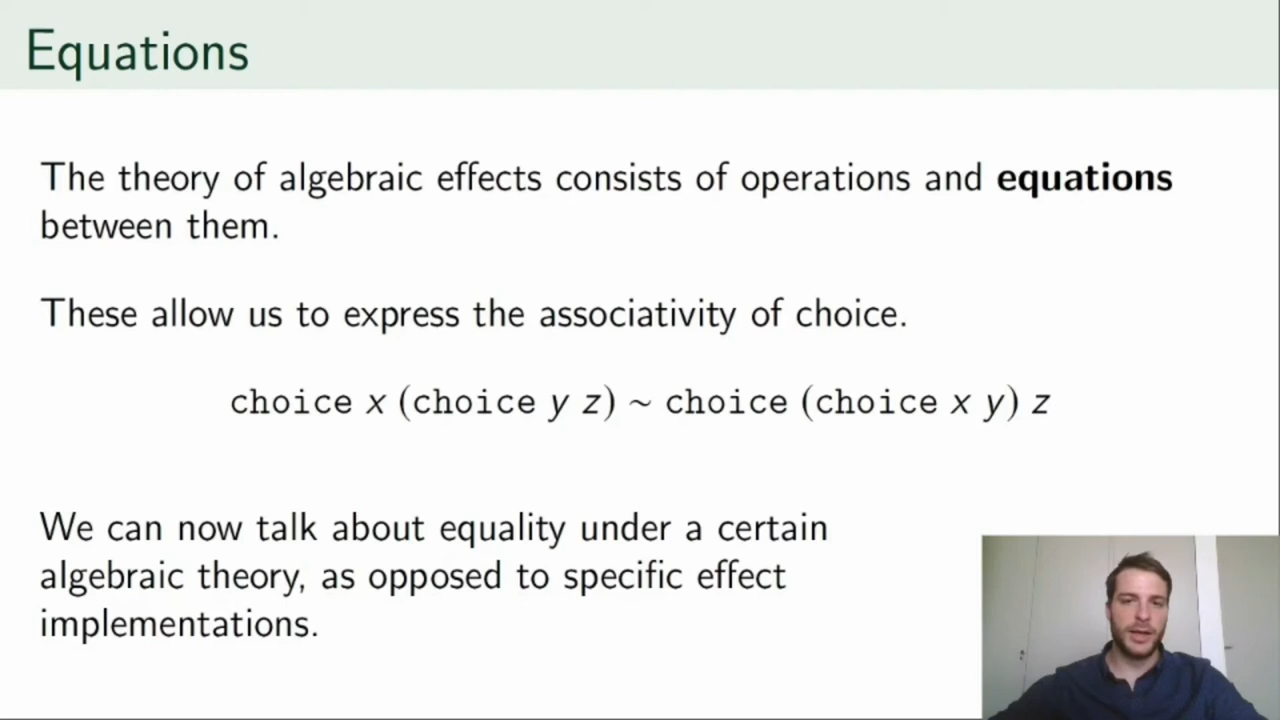 Equations
The theory of algebraic effects consists of operations and equations
between them.
These allow us to express the associativity of choice.
choice x (choice y z) ~ choice (choice x y) z
We can now talk about equality under a certain
algebraic theory, as opposed to specific effect
implementations.